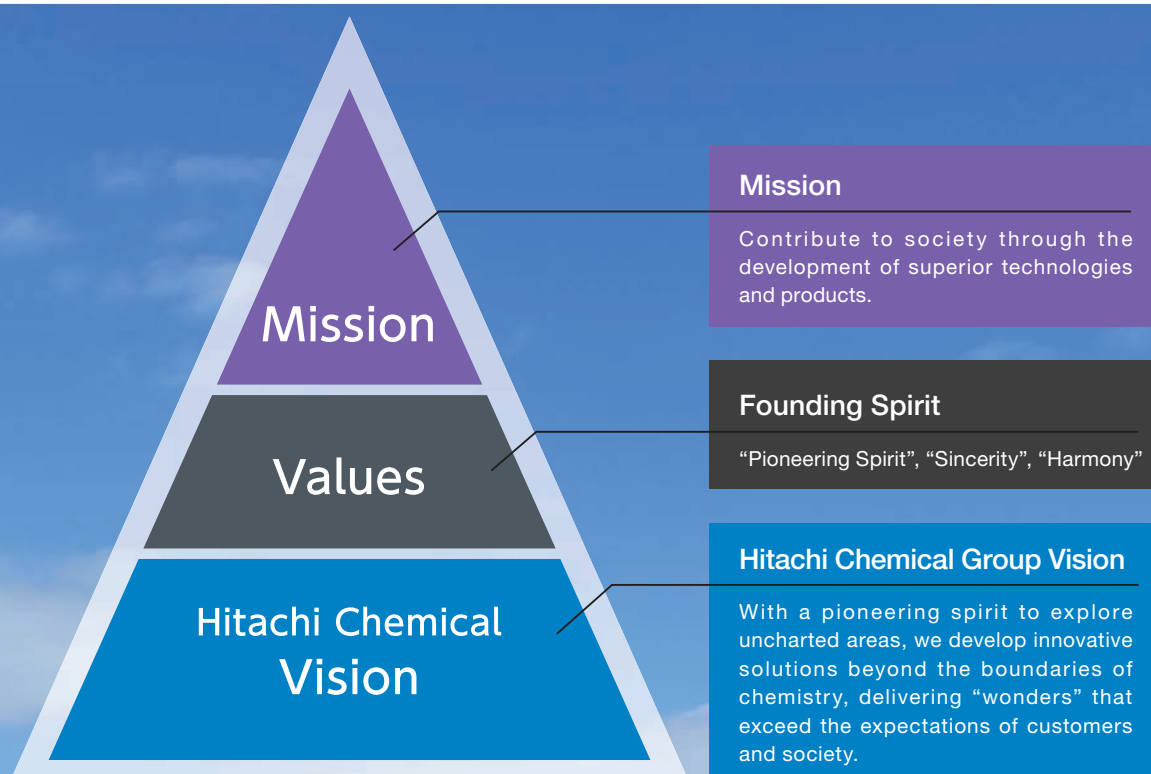 Mission
Values
Hitachi Chemical
Vision
Mission
Contribute to society through the
development of superior technologies
and products.
Founding Spirit
“Pioneering Spirit”, “Sincerity”, “Harmony”
Hitachi Chemical Group Vision
With a pioneering spirit to explore
uncharted areas, we develop innovative
solutions beyond the boundaries of
chemistry, delivering “wonders” that
exceed the expectations of customers
and society.